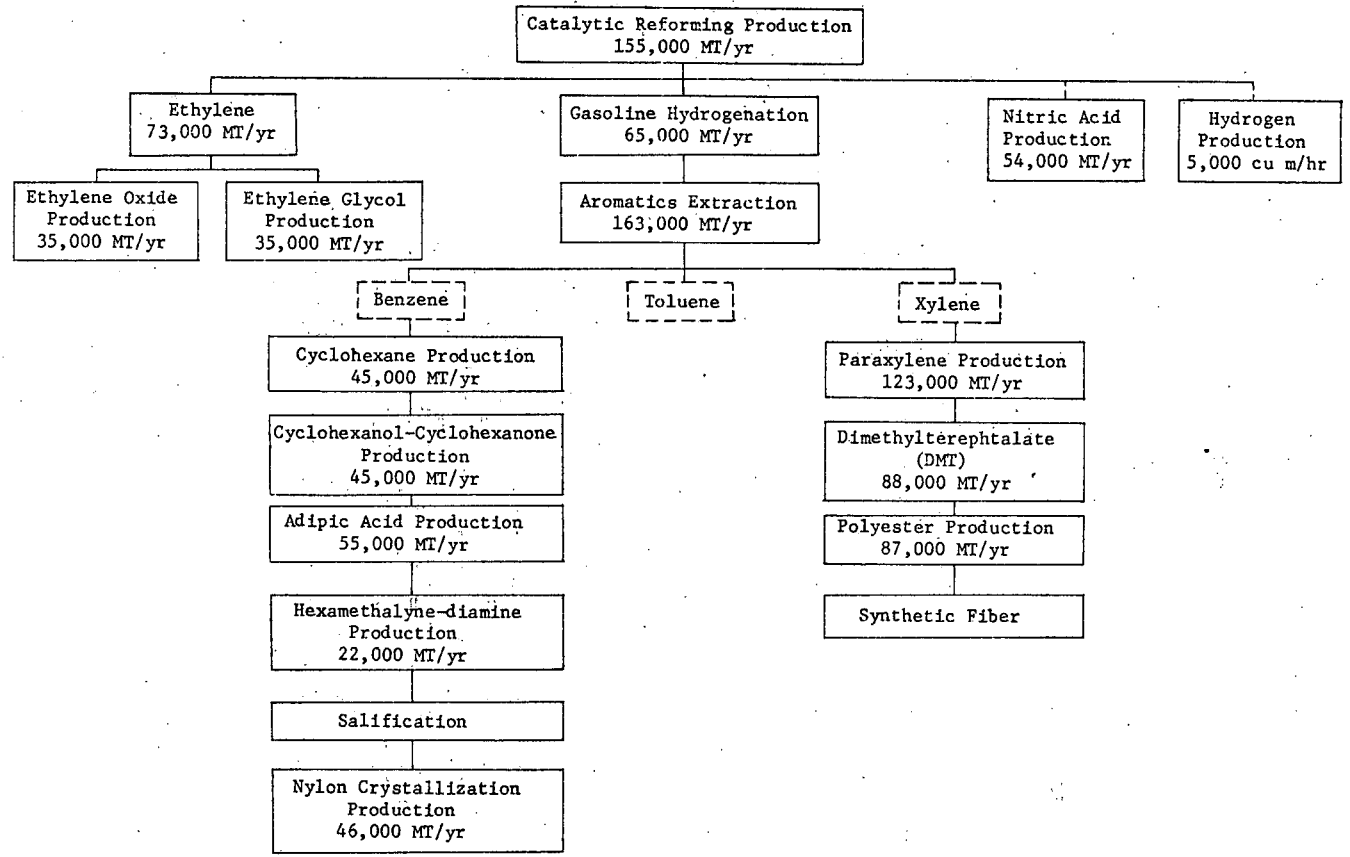 Catalytic Reforming Production
155,000 MT/yr
Ethylene
73,000 MT/yr
Gasoline Hydrogenation
65,000 MT/yr
Nitric Acid
Production
54,000 MT/yr
Hydrogen
Production
5,000 cu m/hr
Ethylene Oxide
Production
35,000 MT/yr
Ethylene Glycol
Production
35,000 MT/yr
Aromatics Extraction
163,000 MT/yr
Benzene
Toluene
Xylene
Cyclohexane Production
45,000 MT/yr
Paraxylene Production
123,000 MT/yr
Cyclohexanol-Cyclohexanone
Production
45,000 MT/yr
Dimethylterephtalate
(DMT)
88,000 MT/yr
Adipic Acid Production
55,000 MT/yr
Polyester Production
87,000 MT/yr
Hexamethalyne-diamine
Production
22,000 MT/yr
Synthetic Fiber
Salification
Nylon Crystallization
Production
46,000 MT/yr